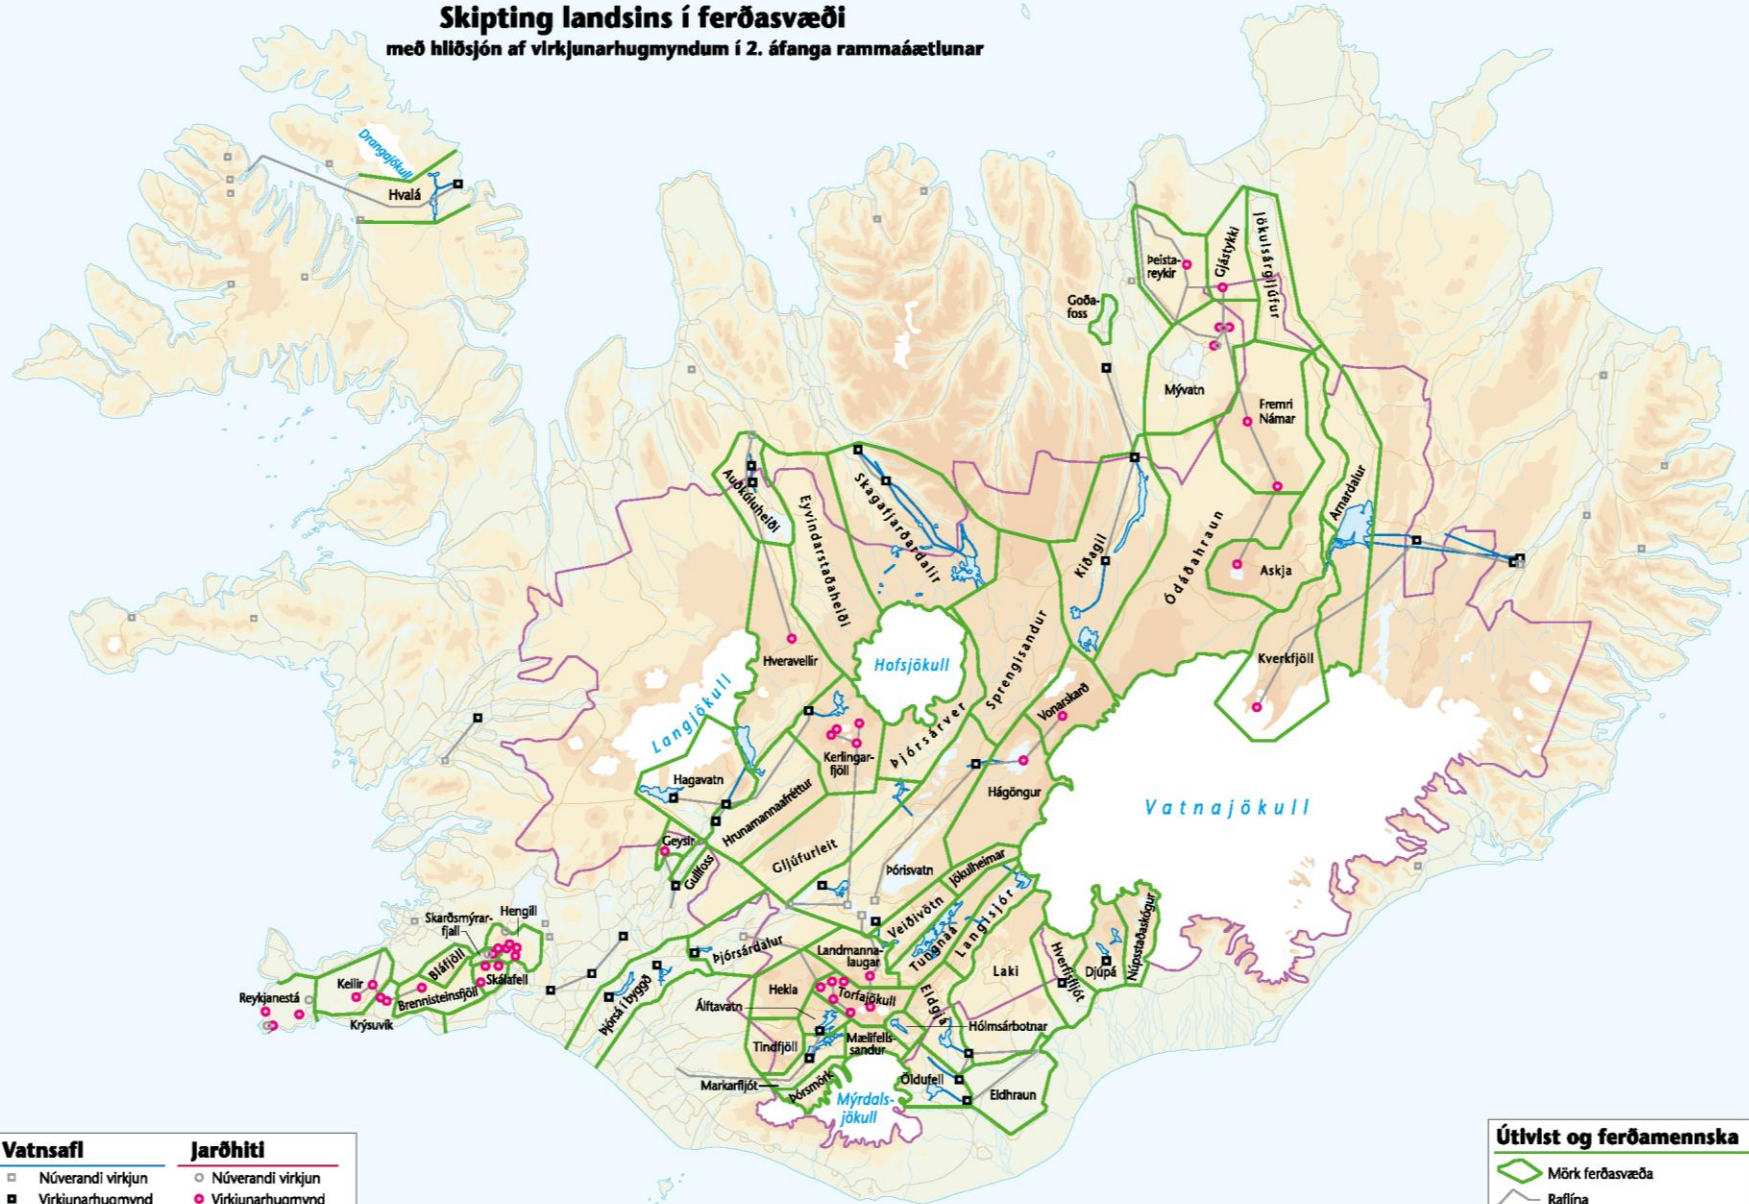 Skipting landsins í ferðasvæði
með hliðsjón af virkjunarhugmyndum í 2. áfanga rammaáætlunar
Drangajökull
Hvalá
Þeista-
reykir
Gjástykki
Jökulsárgljúfur
Goða-
foss
Mývatn
Fremri
Námar
Auðkúluheiði
Eyvindarstaðaheiði
Skagafjarðardalir
Kiðagil
Ódáðahraun
Arnardalur
Askja
Hveravellir
Hofsjökull
Sprengisandur
Kverkfjöll
Langjökull
Vonarskarð
Þjórsárver
Kerlingar-
fjöll
Hagavatn
Hágöngur
Vatnajökull
Hrunamannaafréttur
Geysir
Gullfoss
Gljúfurleit
Þórisvatn
Jökulheimar
Veiðivötn
Tungnaá
Langisjór
Skarðsmýrar-
fjall
Hengill
Þjórsárdalur
Landmanna-
laugar
Laki
Hverfisfljót
Djúpá
Núpsstaðaskógur
Bláfjöll
Skálafell
Keilir
Brennisteinsfjöll
Reykjanestá
Krýsuvík
Þjórsá í byggð
Hekla
Torfajökull
Eldgjá
Álftavatn
Hólmsárbotnar
Tindfjöll
Mælifells-
sandur
Markarfljót
Þórsmörk
Öldufell
Eldhraun
Mýrdals-
jökull
Vatnsafl
Núverandi virkjun
Virkjunarhugmynd
Jarðhiti
Núverandi virkjun
Virkjunarhugmynd
Útivist og ferðamennska
Mörk ferðasvæða
Raflína